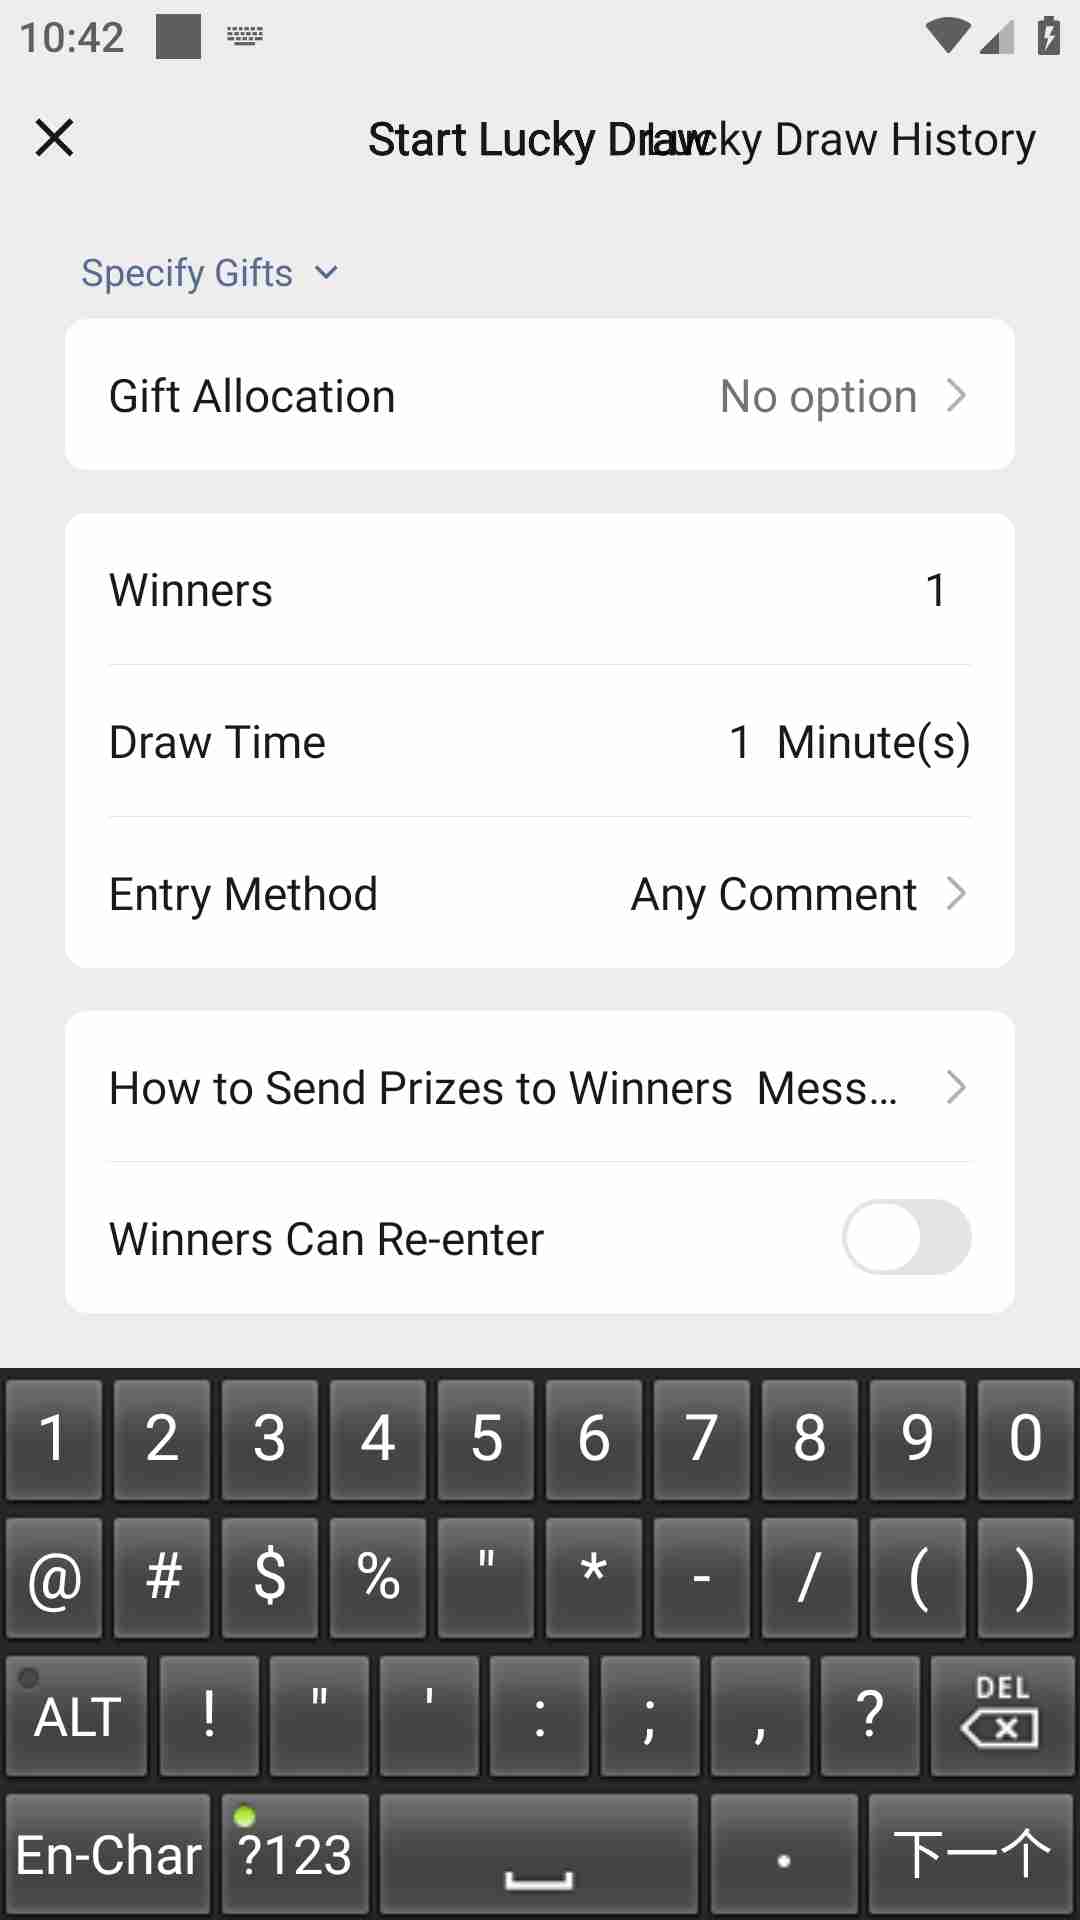 10:42
Start Lucky Draw Lucky Draw History
Specify Gifts
Gift Allocation No option
Winners 1
Draw Time 1 Minute(s)
Entry Method Any Comment
How to Send Prizes to Winners Mess...
Winners Can Re-enter
1 2 3 4 5 6 7 8 9 0
@ # $ % " * - / ( )
ALT ! " ' : ; , ? DEL
En-Char ?123 . 下一个